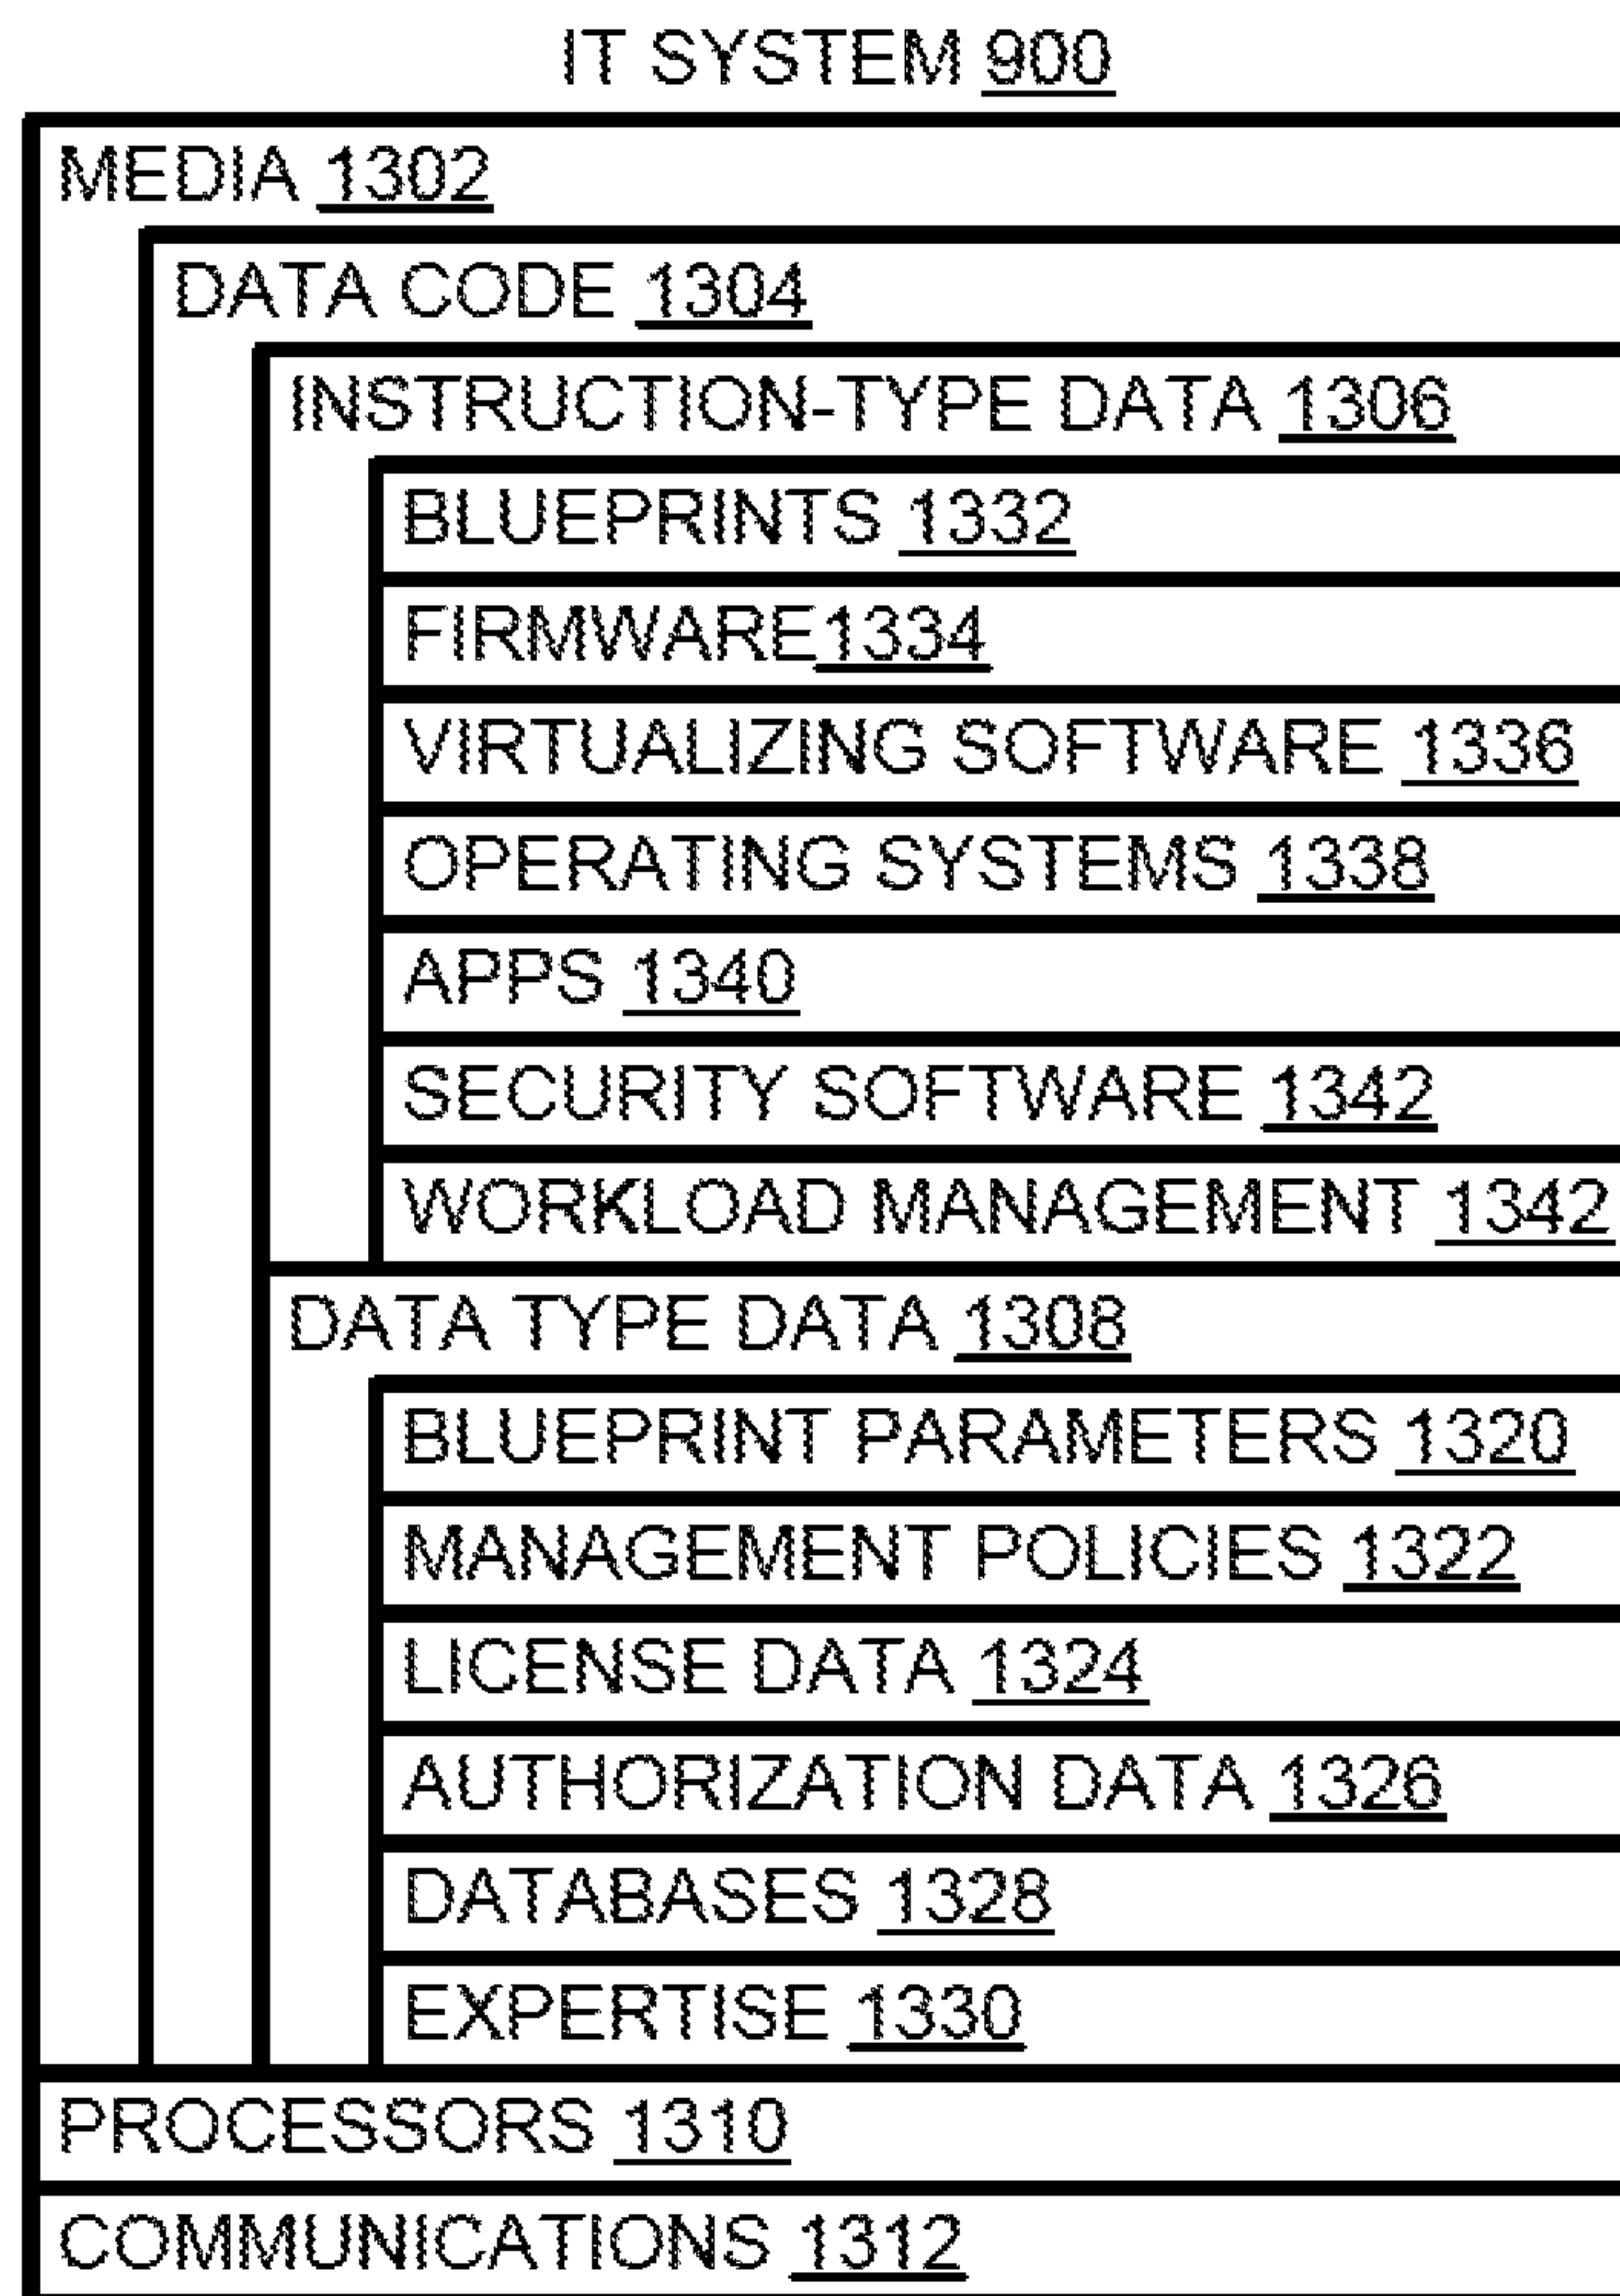 IT SYSTEM 900
MEDIA 1302
DATA CODE 1304
INSTRUCTION-TYPE DATA 1306
BLUEPRINTS 1332
FIRMWARE1334
VIRTUALIZING SOFTWARE 1336
OPERATING SYSTEMS 1338
APPS 1340
SECURITY SOFTWARE 1342
WORKLOAD MANAGEMENT 1342
DATA TYPE DATA 1308
BLUEPRINT PARAMETERS 1320
MANAGEMENT POLICIES 1322
LICENSE DATA 1324
AUTHORIZATION DATA 1326
DATABASES 1328
EXPERTISE 1330
PROCESSORS 1310
COMMUNICATIONS 1312